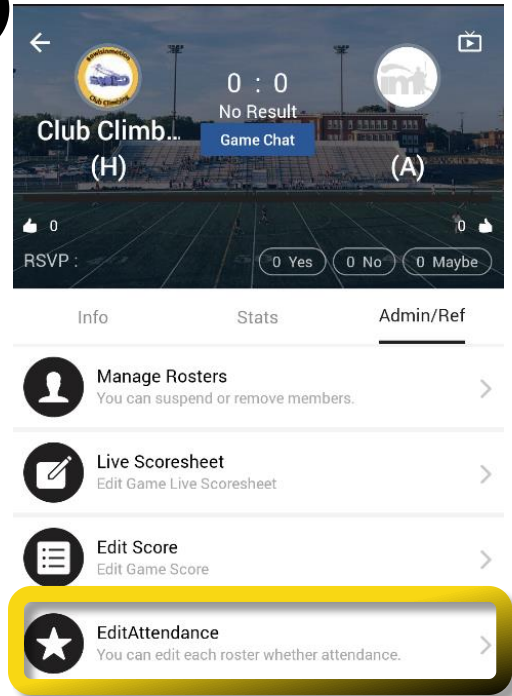 0 : 0
No Result
Club Climb...
Game Chat
(H)
(A)
0
0
RSVP :
0 Yes
0 No
0 Maybe
Info
Stats
Admin/Ref
Manage Rosters
You can suspend or remove members.
Live Scoresheet
Edit Game Live Scoresheet
Edit Score
Edit Game Score
EditAttendance
You can edit each roster whether attendance.